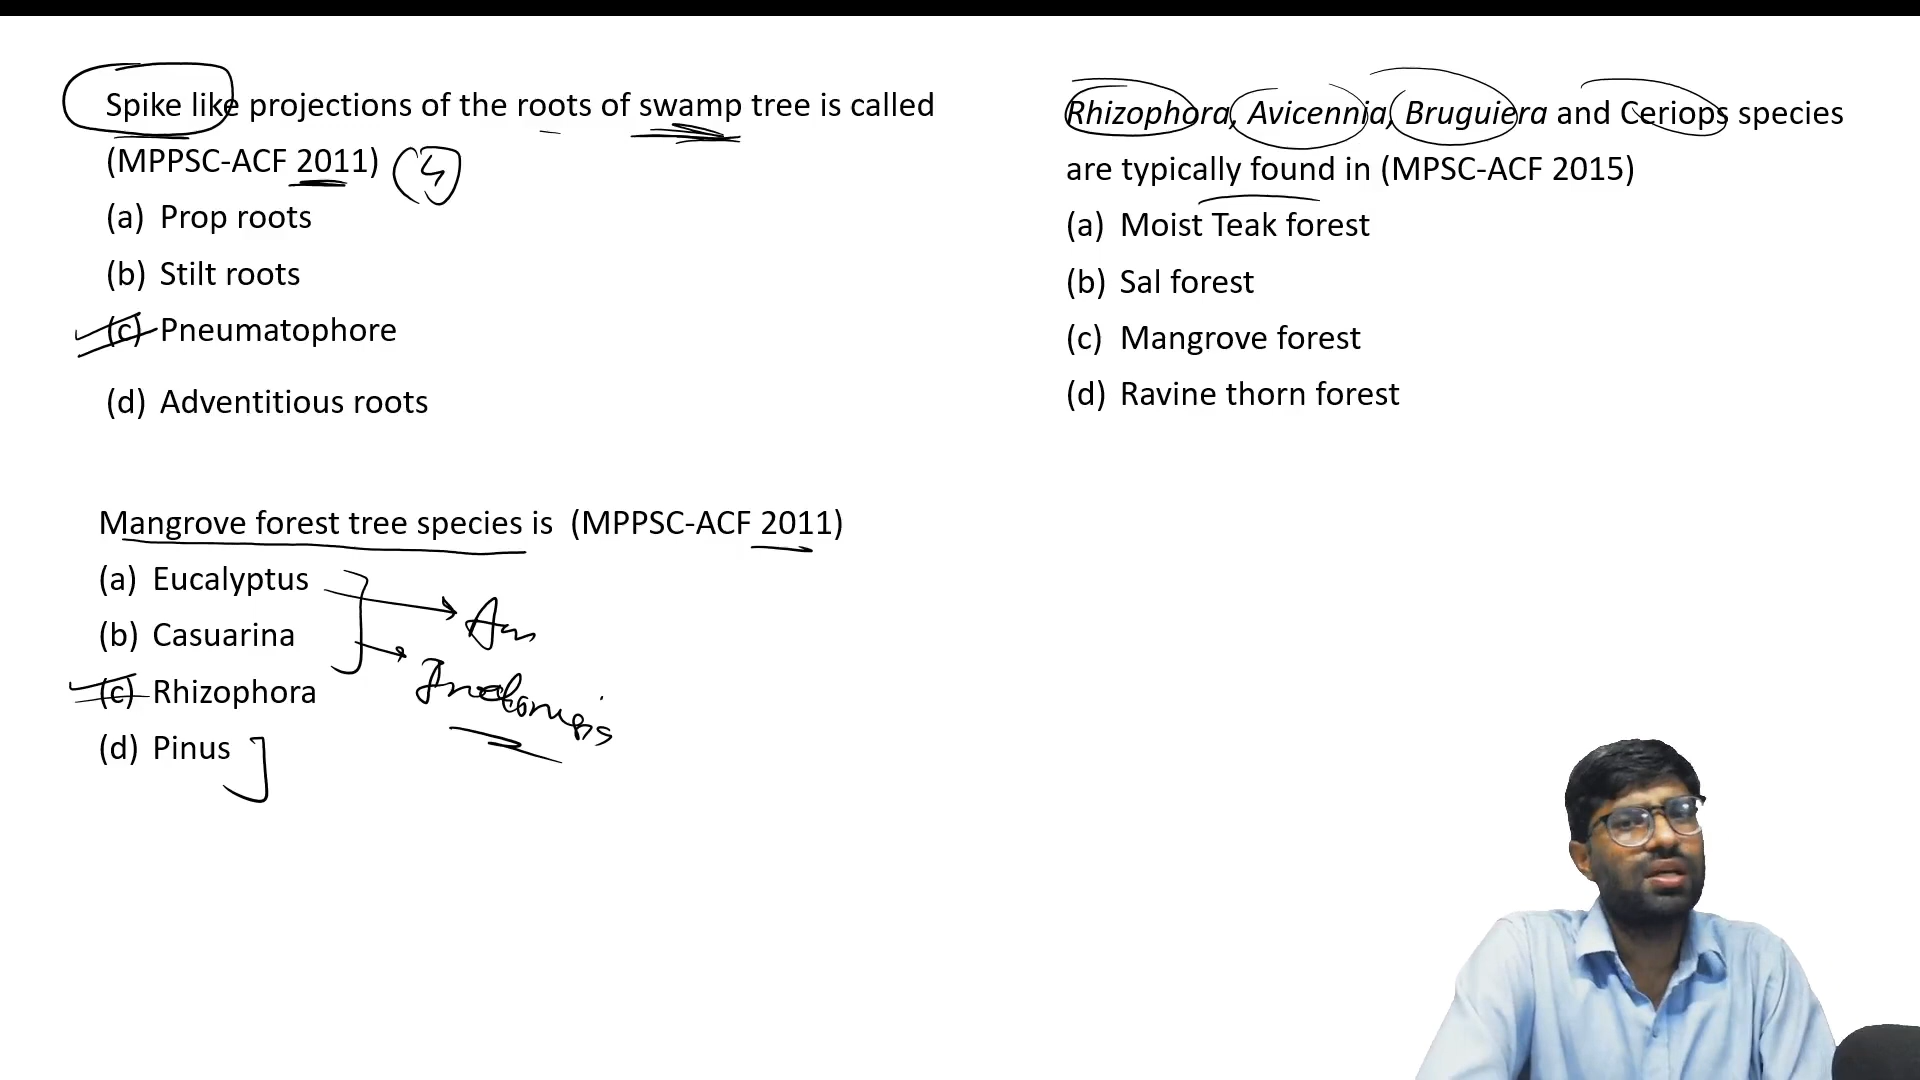 Spike like projections of the roots of swamp tree is called
(MPPSC-ACF 2011)
(a) Prop roots
(b) Stilt roots
(c) Pneumatophore
(d) Adventitious roots
Mangrove forest tree species is (MPPSC-ACF 2011)
(a) Eucalyptus
(b) Casuarina
(c) Rhizophora
(d) Pinus
Rhizophora, Avicennia, Bruguiera and Ceriops species
are typically found in (MPSC-ACF 2015)
(a) Moist Teak forest
(b) Sal forest
(c) Mangrove forest
(d) Ravine thorn forest